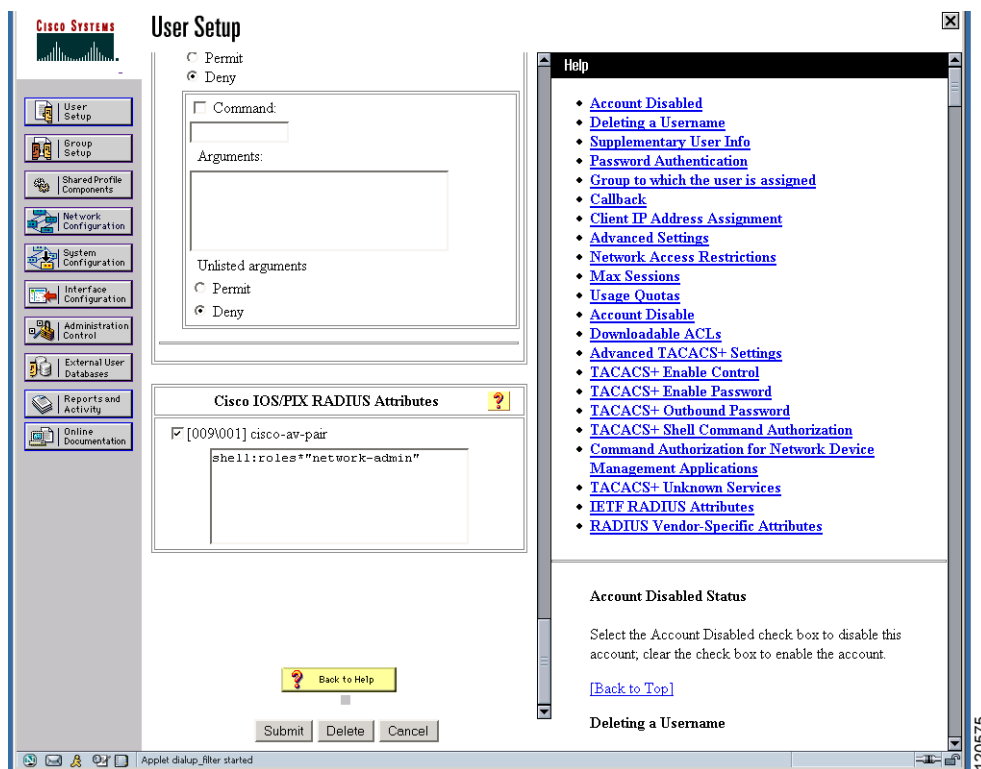 CISCO SYSTEMS
User Setup
User
Setup
Group
Setup
Shared Profile
Components
Network
Configuration
System
Configuration
Interface
Configuration
Administration
Control
External User
Databases
Reports and
Activity
Online
Documentation
Permit
Deny
Command:
Arguments:
Unlisted arguments
Permit
Deny
Cisco IOS/PIX RADIUS Attributes
?
[009\001] cisco-av-pair
shell:roles*"network-admin"
? Back to Help
Submit Delete Cancel
Help
Account Disabled
Deleting a Username
Supplementary User Info
Password Authentication
Group to which the user is assigned
Callback
Client IP Address Assignment
Advanced Settings
Network Access Restrictions
Max Sessions
Usage Quotas
Account Disable
Downloadable ACLs
Advanced TACACS+ Settings
TACACS+ Enable Control
TACACS+ Enable Password
TACACS+ Outbound Password
TACACS+ Shell Command Authorization
Command Authorization for Network Device
Management Applications
TACACS+ Unknown Services
IETF RADIUS Attributes
RADIUS Vendor-Specific Attributes
Account Disabled Status
Select the Account Disabled check box to disable this
account; clear the check box to enable the account.
[Back to Top]
Deleting a Username
Applet dialup_filter started
120575